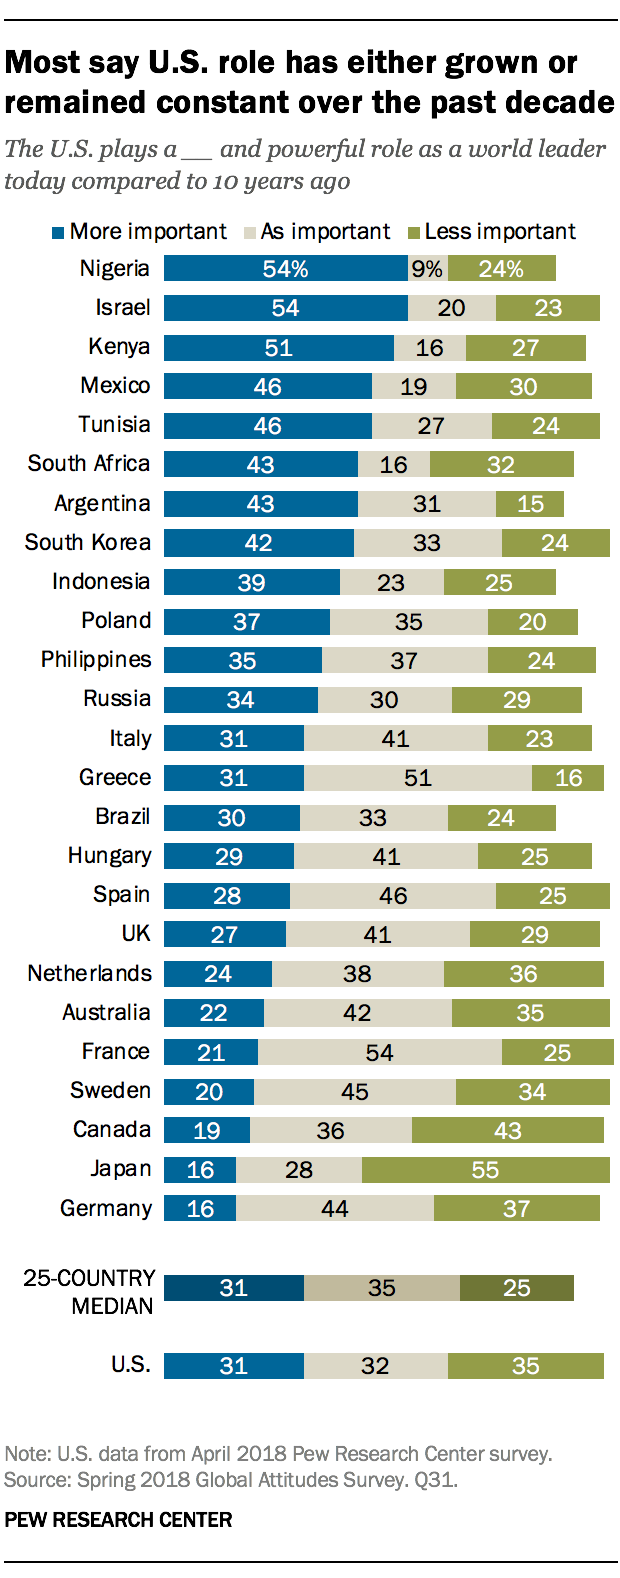 Most say U.S. role has either grown or
remained constant over the past decade
The U.S. plays a __ and powerful role as a world leader
today compared to 10 years ago
More important As important Less important
Nigeria 54% 9% 24%
Israel 54 20 23
Kenya 51 16 27
Mexico 46 19 30
Tunisia 46 27 24
South Africa 43 16 32
Argentina 43 31 15
South Korea 42 33 24
Indonesia 39 23 25
Poland 37 35 20
Philippines 35 37 24
Russia 34 30 29
Italy 31 41 23
Greece 31 51 16
Brazil 30 33 24
Hungary 29 41 25
Spain 28 46 25
UK 27 41 29
Netherlands 24 38 36
Australia 22 42 35
France 21 54 25
Sweden 20 45 34
Canada 19 36 43
Japan 16 28 55
Germany 16 44 37
25-COUNTRY
MEDIAN 31 35 25
U.S. 31 32 35
Note: U.S. data from April 2018 Pew Research Center survey.
Source: Spring 2018 Global Attitudes Survey. Q31.
PEW RESEARCH CENTER